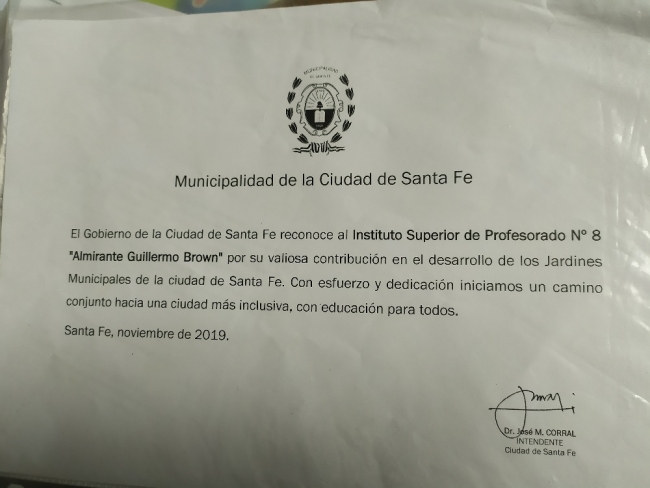 MUNICIPALIDAD
Municipalidad de la Ciudad de Santa Fe
El Gobierno de la Ciudad de Santa Fe reconoce al Instituto Superior de Profesorado N° 8
"Almirante Guillermo Brown" por su valiosa contribución en el desarrollo de los Jardines
Municipales de la ciudad de Santa Fe. Con esfuerzo y dedicación iniciamos un camino
conjunto hacia una ciudad más inclusiva, con educación para todos.
Santa Fe, noviembre de 2019.
Dr. José M. CORRAL
INTENDENTE
Ciudad de Santa Fe